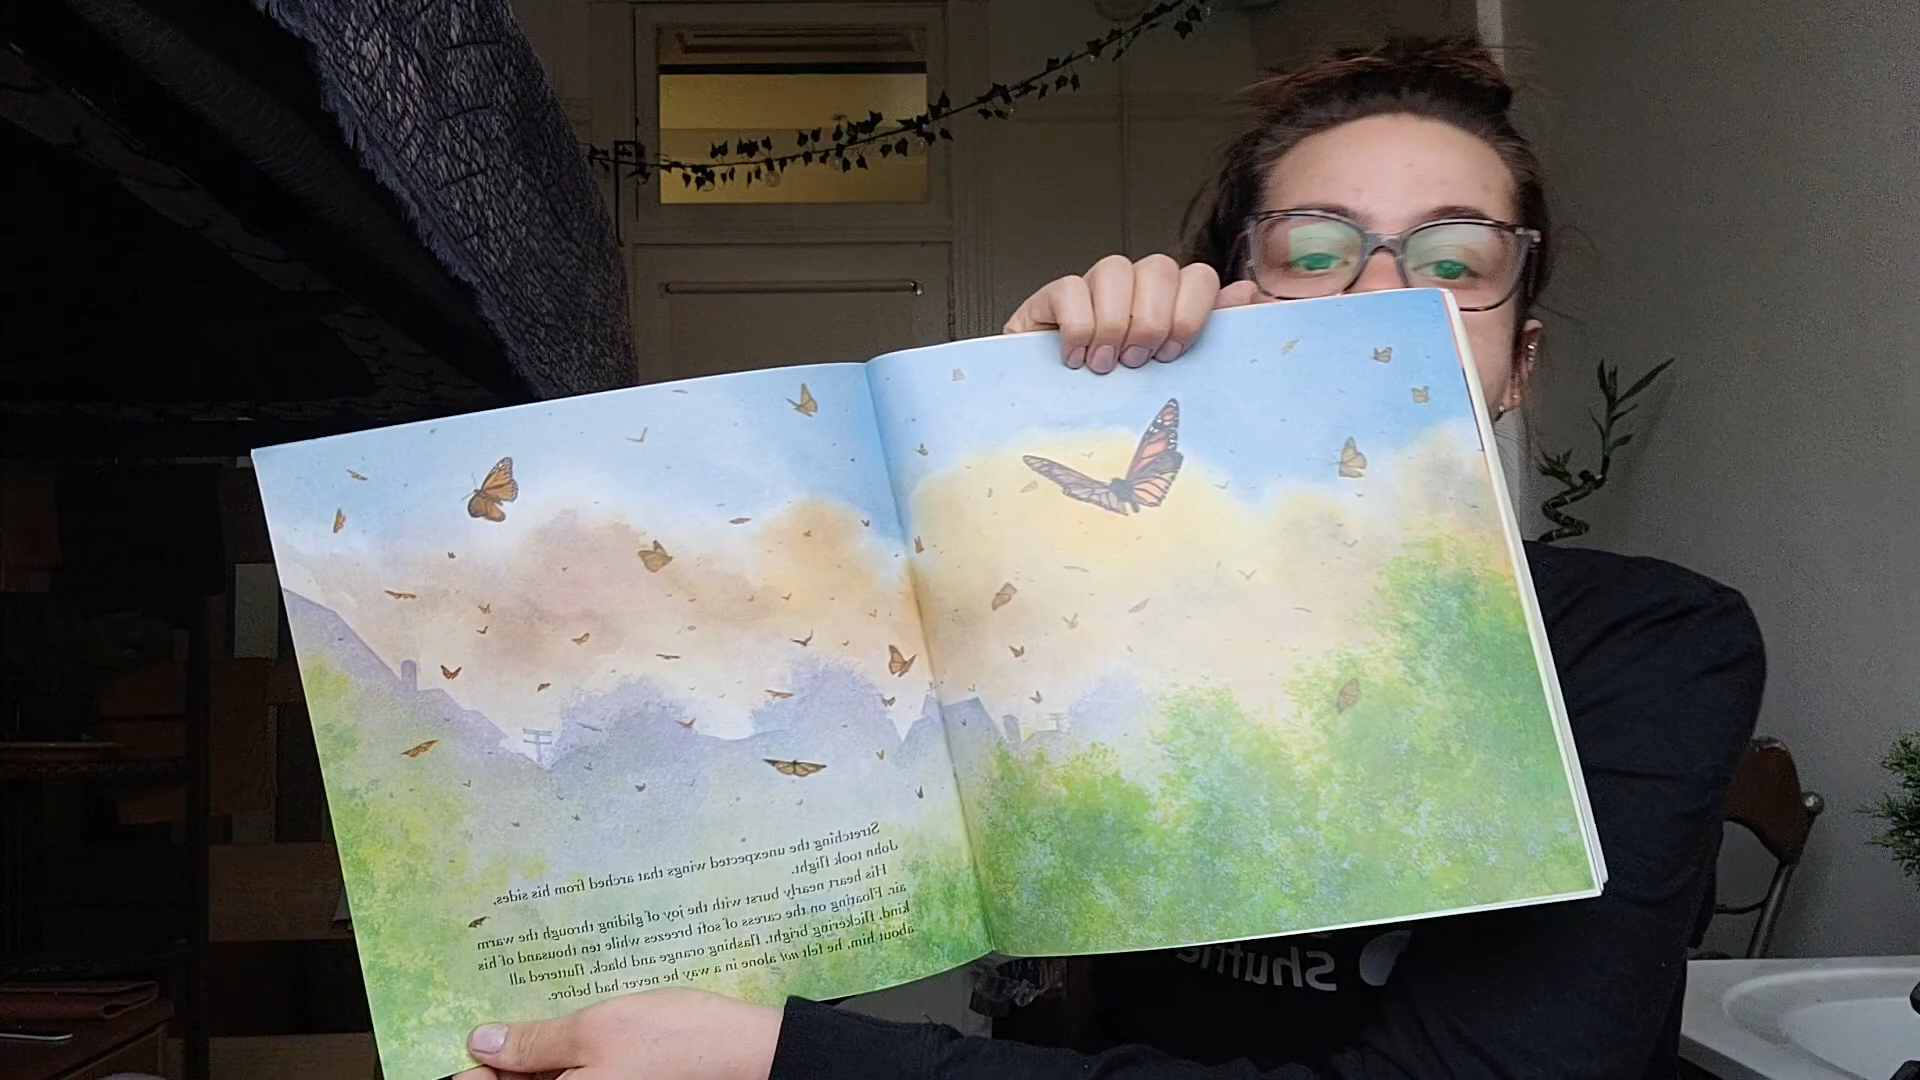 Stretching the unexpected wings that arched from his sides,
John took flight.
His heart nearly burst with the joy of gliding through the warm
air. Floating on the caress of soft breezes while ten thousand of his
kind, flickering bright, flashing orange and black, fluttered all
about him, he felt not alone in a way he never had before.
Shuffle